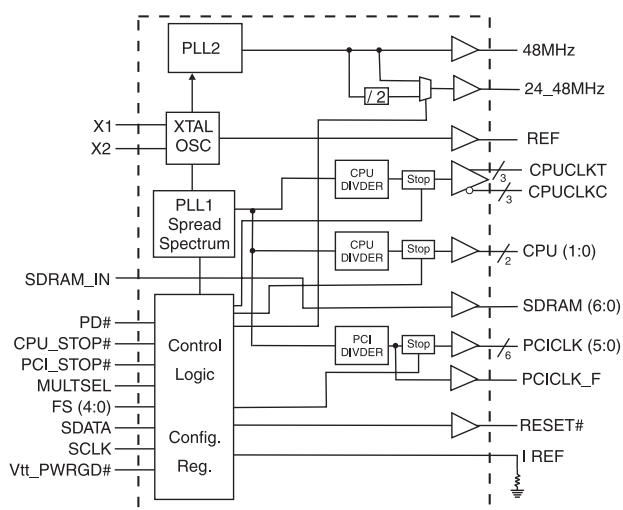 PLL2
48MHz
/ 2
24_48MHz
X1
X2
XTAL
OSC
REF
CPU
DIVDER
Stop
3
CPUCLKT
3
CPUCLKC
PLL1
Spread
Spectrum
CPU
DIVDER
Stop
2
CPU (1:0)
SDRAM_IN
SDRAM (6:0)
PD#
CPU_STOP#
PCI_STOP#
MULTSEL
FS (4:0)
SDATA
SCLK
Vtt_PWRGD#
Control
Logic
Config.
Reg.
PCI
DIVDER
Stop
6
PCICLK (5:0)
PCICLK_F
RESET#
I REF